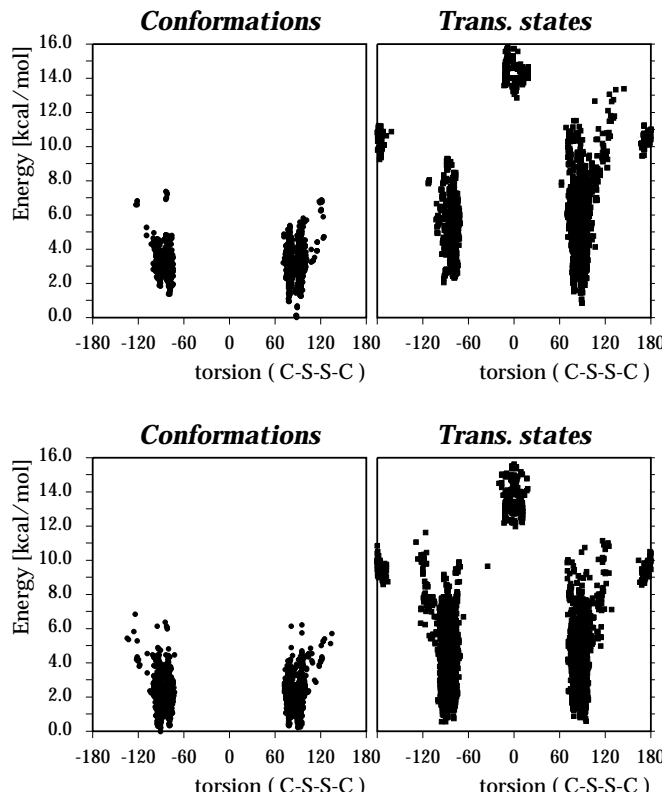 Conformations Trans. states
Energy [kcal/mol]
16.0
14.0
12.0
10.0
8.0
6.0
4.0
2.0
0.0
-180 -120 -60 0 60 120 -180 -120 -60 0 60 120 180
torsion ( C-S-S-C ) torsion ( C-S-S-C )
Conformations Trans. states
Energy [kcal/mol]
16.0
14.0
12.0
10.0
8.0
6.0
4.0
2.0
0.0
-180 -120 -60 0 60 120 -180 -120 -60 0 60 120 180
torsion ( C-S-S-C ) torsion ( C-S-S-C )